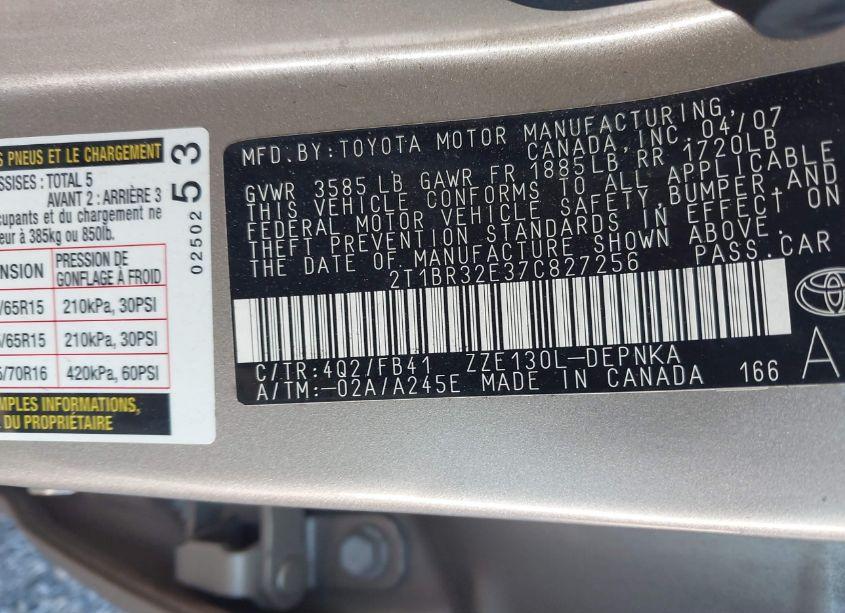 S PNEUS ET LE CHARGEMENT
SSISES : TOTAL 5
AVANT 2 : ARRIÈRE 3
cupants et du chargement ne
eur à 385kg ou 850lb.
ENSION PRESSION DE GONFLAGE À FROID
/65R15 210kPa, 30PSI
/65R15 210kPa, 30PSI
/70R16 420kPa, 60PSI
MPLES INFORMATIONS,
DU PROPRIÉTAIRE
02502 53
MFD. BY: TOYOTA MOTOR MANUFACTURING,
CANADA, INC. 04/07
GVWR 3585 LB GAWR FR 1885LB RR 1720LB
THIS VEHICLE CONFORMS TO ALL APPLICABLE
FEDERAL MOTOR VEHICLE SAFETY, BUMPER, AND
THEFT PREVENTION STANDARDS IN EFFECT ON
THE DATE OF MANUFACTURE SHOWN ABOVE.
2T1BR32E37C827256 PASS. CAR
C/TR: 4Q2/FB41 ZZE130L-DEPNKA
A/TM: -02A/A245E MADE IN CANADA 166 A